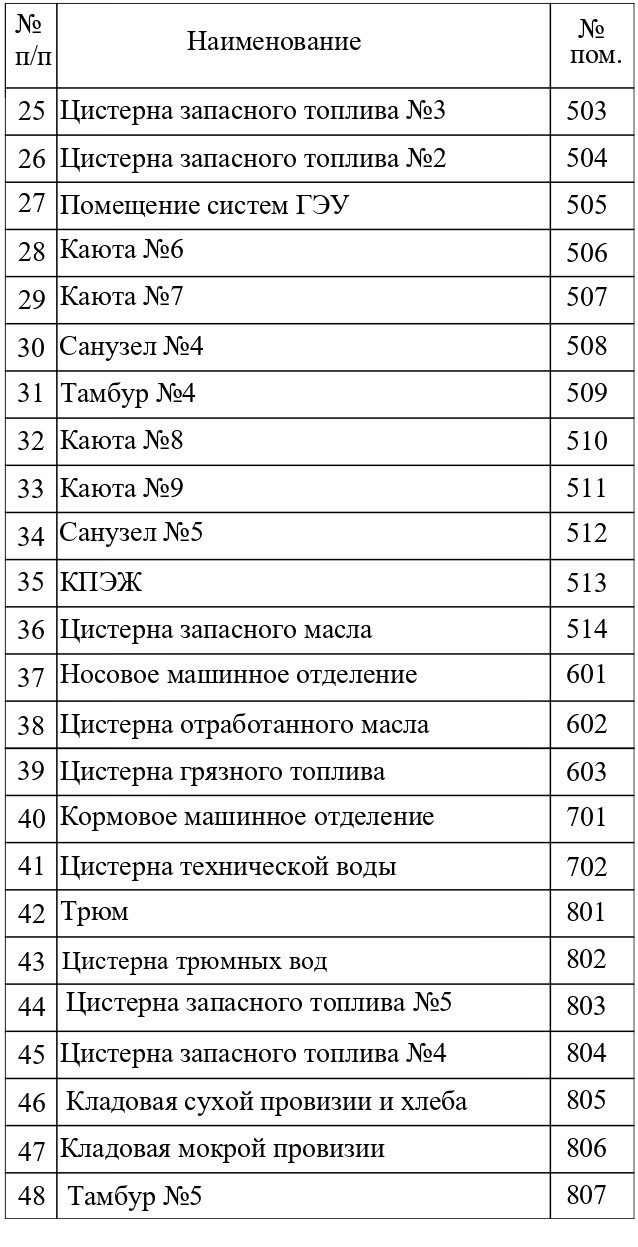 № п/п Наименование № пом.
25 Цистерна запасного топлива №3 503
26 Цистерна запасного топлива №2 504
27 Помещение систем ГЭУ 505
28 Каюта №6 506
29 Каюта №7 507
30 Санузел №4 508
31 Тамбур №4 509
32 Каюта №8 510
33 Каюта №9 511
34 Санузел №5 512
35 КПЭЖ 513
36 Цистерна запасного масла 514
37 Носовое машинное отделение 601
38 Цистерна отработанного масла 602
39 Цистерна грязного топлива 603
40 Кормовое машинное отделение 701
41 Цистерна технической воды 702
42 Трюм 801
43 Цистерна трюмных вод 802
44 Цистерна запасного топлива №5 803
45 Цистерна запасного топлива №4 804
46 Кладовая сухой провизии и хлеба 805
47 Кладовая мокрой провизии 806
48 Тамбур №5 807